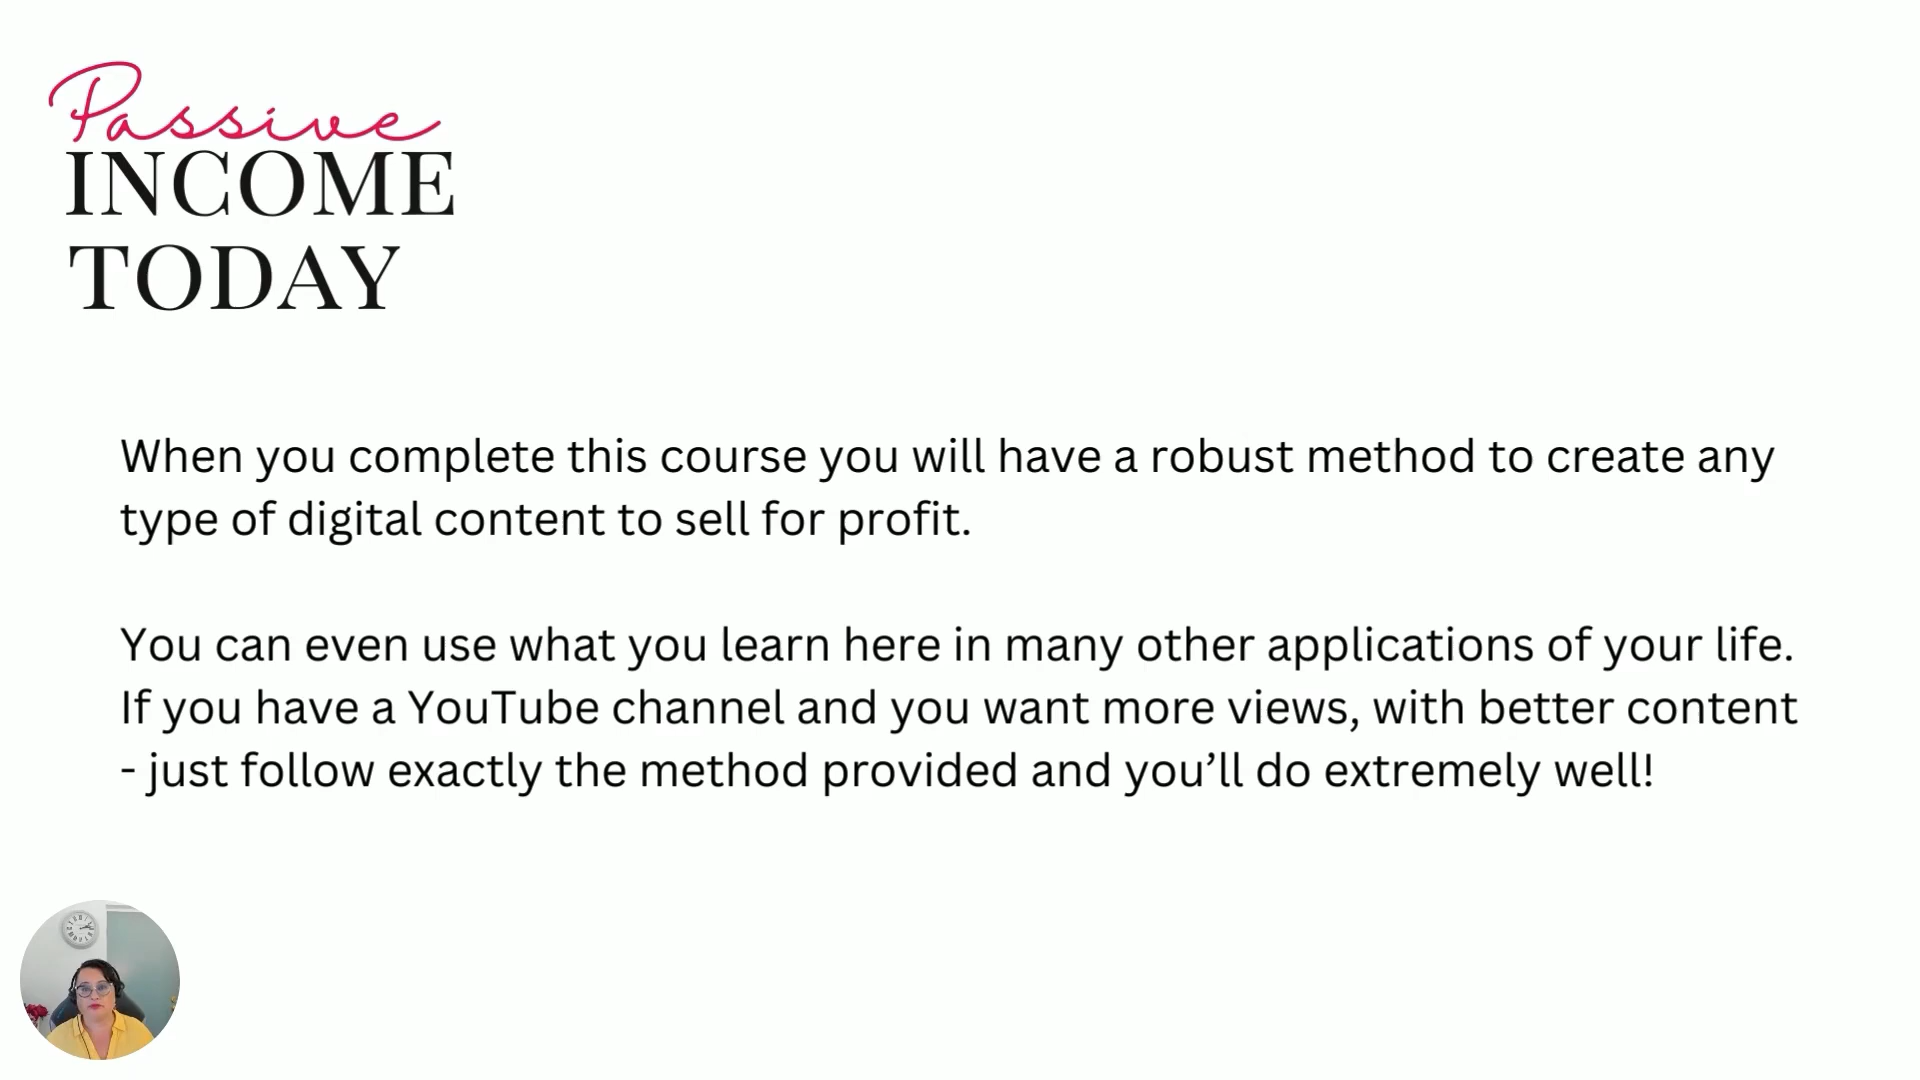 Passive
INCOME
TODAY
When you complete this course you will have a robust method to create any
type of digital content to sell for profit.
You can even use what you learn here in many other applications of your life.
If you have a YouTube channel and you want more views, with better content
- just follow exactly the method provided and you’ll do extremely well!